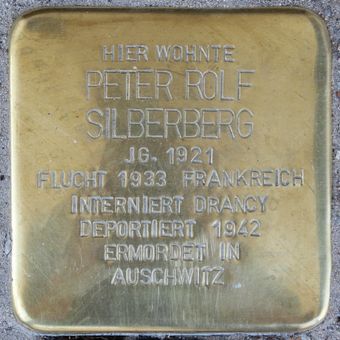 HIER WOHNTE
PETER ROLF
SILBERBERG
JG. 1921
FLUCHT 1933 FRANKREICH
INTERNIERT DRANCY
DEPORTIERT 1942
ERMORDET IN
AUSCHWITZ